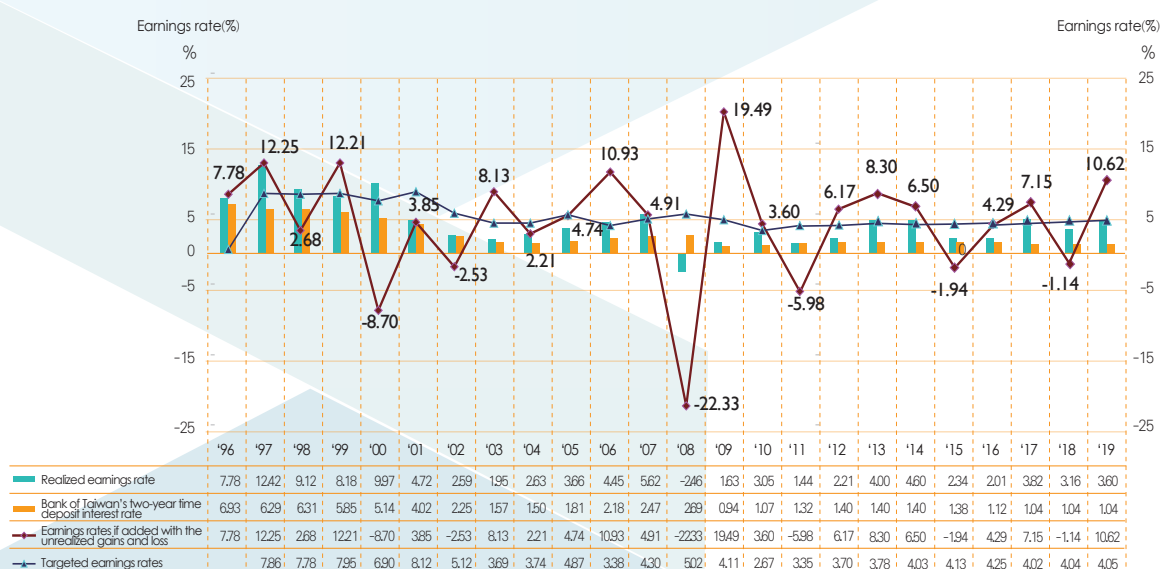 Earnings rate(%) Earnings rate(%)
% %
25 25
15 15
5 5
0 0
-5 -5
-15 -15
-25 -25
7.78 12.25 2.68 12.21 -8.70 3.85 -2.53 8.13 2.21 4.74 10.93 4.91 -22.33 19.49 3.60 -5.98 6.17 8.30 6.50 -1.94 4.29 7.15 -1.14 10.62
'96 '97 '98 '99 '00 '01 '02 '03 '04 '05 '06 '07 '08 '09 '10 '11 '12 '13 '14 '15 '16 '17 '18 '19
Realized earnings rate 7.78 12.42 9.12 8.18 9.97 4.72 2.59 1.95 2.63 3.66 4.45 5.62 -2.46 1.63 3.05 1.44 2.21 4.00 4.60 2.34 2.01 3.82 3.16 3.60
Bank of Taiwan's two-year time
deposit interest rate 6.93 6.29 6.31 5.85 5.14 4.02 2.25 1.57 1.50 1.81 2.18 2.47 2.69 0.94 1.07 1.32 1.40 1.40 1.40 1.38 1.12 1.04 1.04 1.04
Earnings rates if added with the
unrealized gains and loss 7.78 12.25 2.68 12.21 -8.70 3.85 -2.53 8.13 2.21 4.74 10.93 4.91 -22.33 19.49 3.60 -5.98 6.17 8.30 6.50 -1.94 4.29 7.15 -1.14 10.62
Targeted earnings rates 7.86 7.78 7.95 6.90 8.12 5.12 3.69 3.74 4.87 3.38 4.30 5.02 4.11 2.67 3.35 3.70 3.78 4.03 4.13 4.25 4.02 4.04 4.05